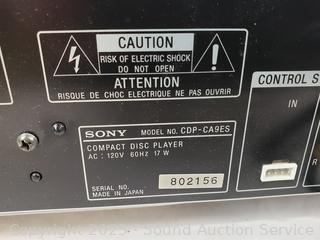 CAUTION
RISK OF ELECTRIC SHOCK
DO NOT OPEN
ATTENTION
RISQUE DE CHOC ELECTRIQUE NE PAS OUVRIR
CONTROL S
IN
SONY MODEL NO. CDP-CA9ES
COMPACT DISC PLAYER
AC : 120V 60Hz 17 W
SERIAL NO. 802156
MADE IN JAPAN
R
Copyright 2025 - Sound Auction Service